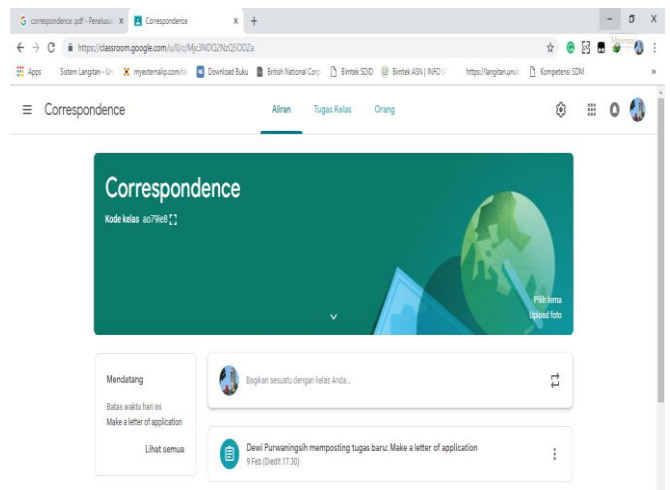 correspondence.pdf - Penelusur
Correspondence
https://classroom.google.com/u/0/c/Mjc3NDQ2NzQ5ODZa
Apps
Sistem Langitan - Un
myexternalip.com/
Download Buku
British National Corp
Bimtek SDID
Bimtek ASN | INFO
https://langitan.unu
Kompetensi SDM
»
Correspondence
Aliran
Tugas Kelas
Orang
Correspondence
Kode kelas ao79ie8
Pilih tema
Upload foto
Mendatang
Batas waktu hari ini
Make a letter of application
Lihat semua
Bagikan sesuatu dengan kelas Anda...
Dewi Purwaningsih memposting tugas baru: Make a letter of application
9 Feb (Diedit 17.30)